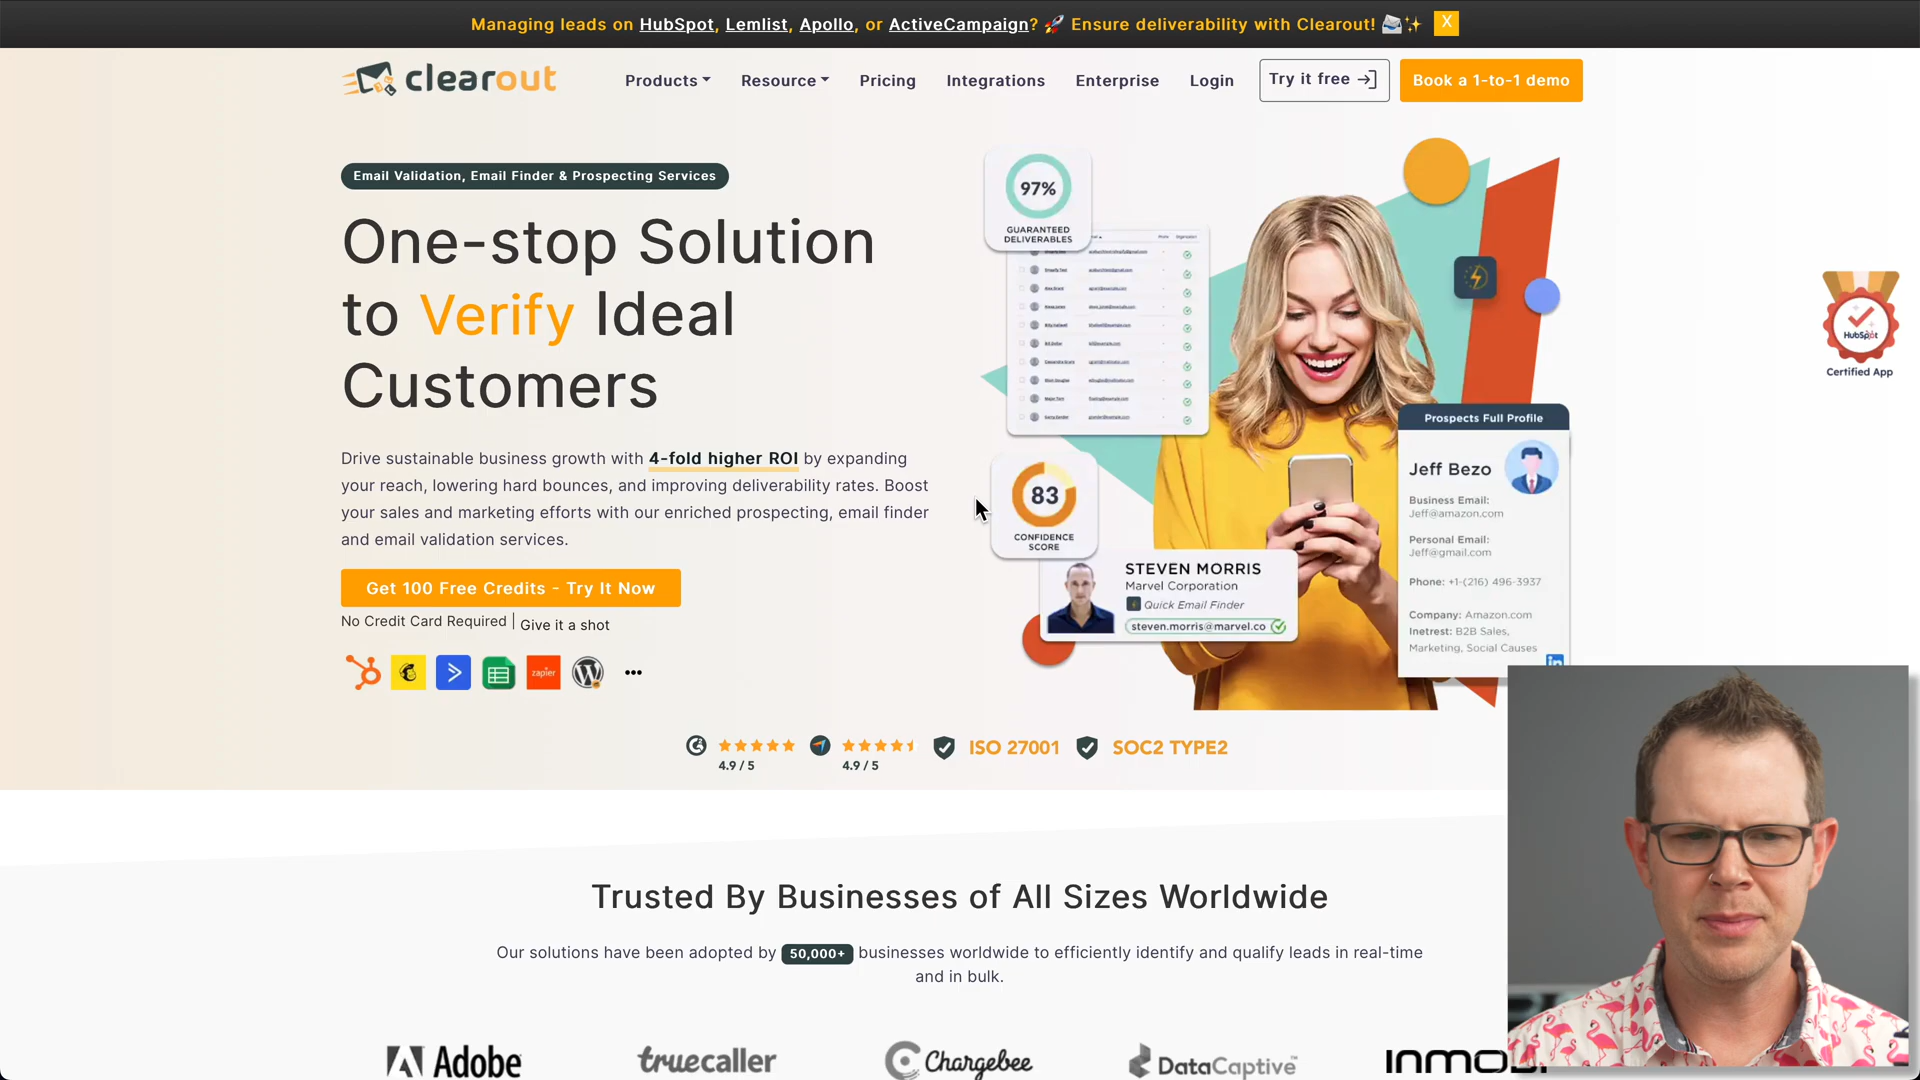 Managing leads on HubSpot, Lemlist, Apollo, or ActiveCampaign? 🚀 Ensure deliverability with Clearout! 📨✨ X
clearout
Products
Resource
Pricing
Integrations
Enterprise
Login
Try it free
Book a 1-to-1 demo
Email Validation, Email Finder & Prospecting Services
One-stop Solution
to Verify Ideal
Customers
Drive sustainable business growth with 4-fold higher ROI by expanding
your reach, lowering hard bounces, and improving deliverability rates. Boost
your sales and marketing efforts with our enriched prospecting, email finder
and email validation services.
Get 100 Free Credits - Try It Now
No Credit Card Required | Give it a shot
zapier
97%
GUARANTEED
DELIVERABLES
83
CONFIDENCE
SCORE
STEVEN MORRIS
Marvel Corporation
Quick Email Finder
steven.morris@marvel.co
Prospects Full Profile
Jeff Bezo
Business Email:
Jeff@amazon.com
Personal Email:
Jeff@gmail.com
Phone: +1-(216) 496-3937
Company: Amazon.com
Inetrest: B2B Sales,
Marketing, Social Causes
in
HubSpot
Certified App
4.9 / 5
4.9 / 5
ISO 27001
SOC2 TYPE2
Trusted By Businesses of All Sizes Worldwide
Our solutions have been adopted by 50,000+ businesses worldwide to efficiently identify and qualify leads in real-time
and in bulk.
Adobe
truecaller
Chargebee
DataCaptive